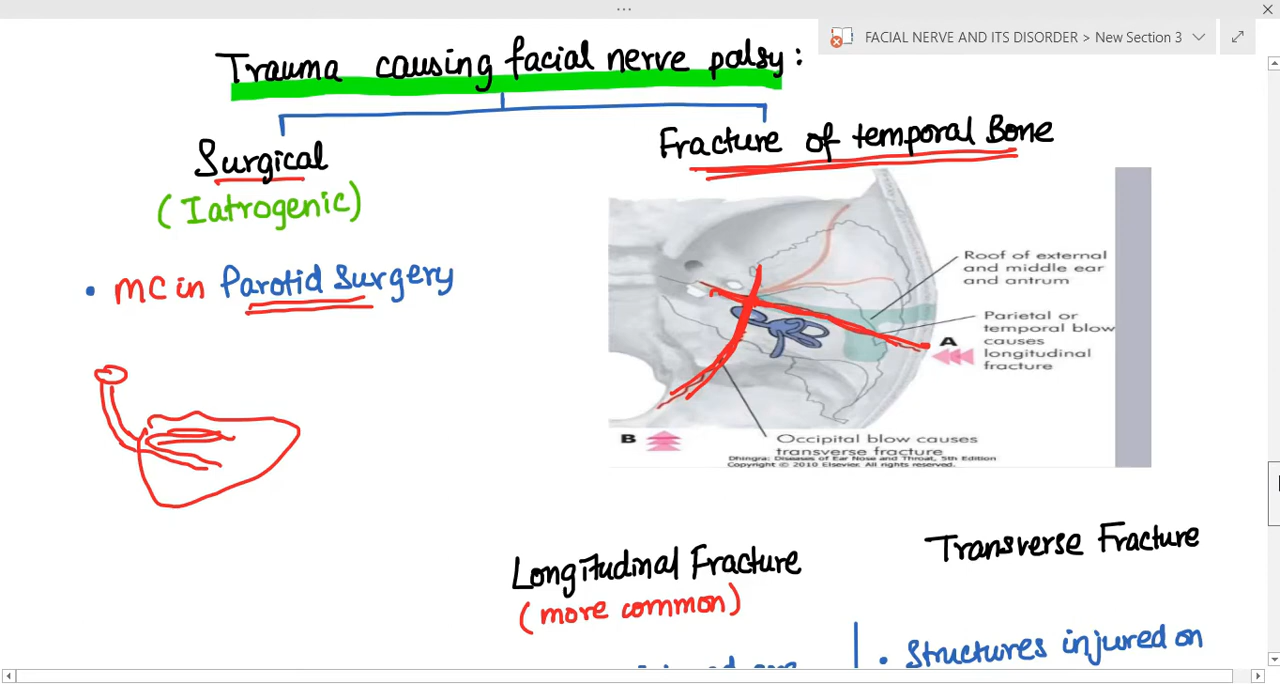 FACIAL NERVE AND ITS DISORDER > New Section 3
Trauma causing facial nerve palsy:
Surgical
(Iatrogenic)
• MC in Parotid Surgery
Fracture of temporal Bone
Roof of external
and middle ear
and antrum
Parietal or
temporal blow
causes
longitudinal
fracture
A
B
Occipital blow causes
transverse fracture
Dhingra: Diseases of Ear Nose and Throat, 5th Edition
Copyright © 2010 Elsevier. All rights reserved.
Longitudinal Fracture
(more common)
Transverse Fracture
• Structures injured on